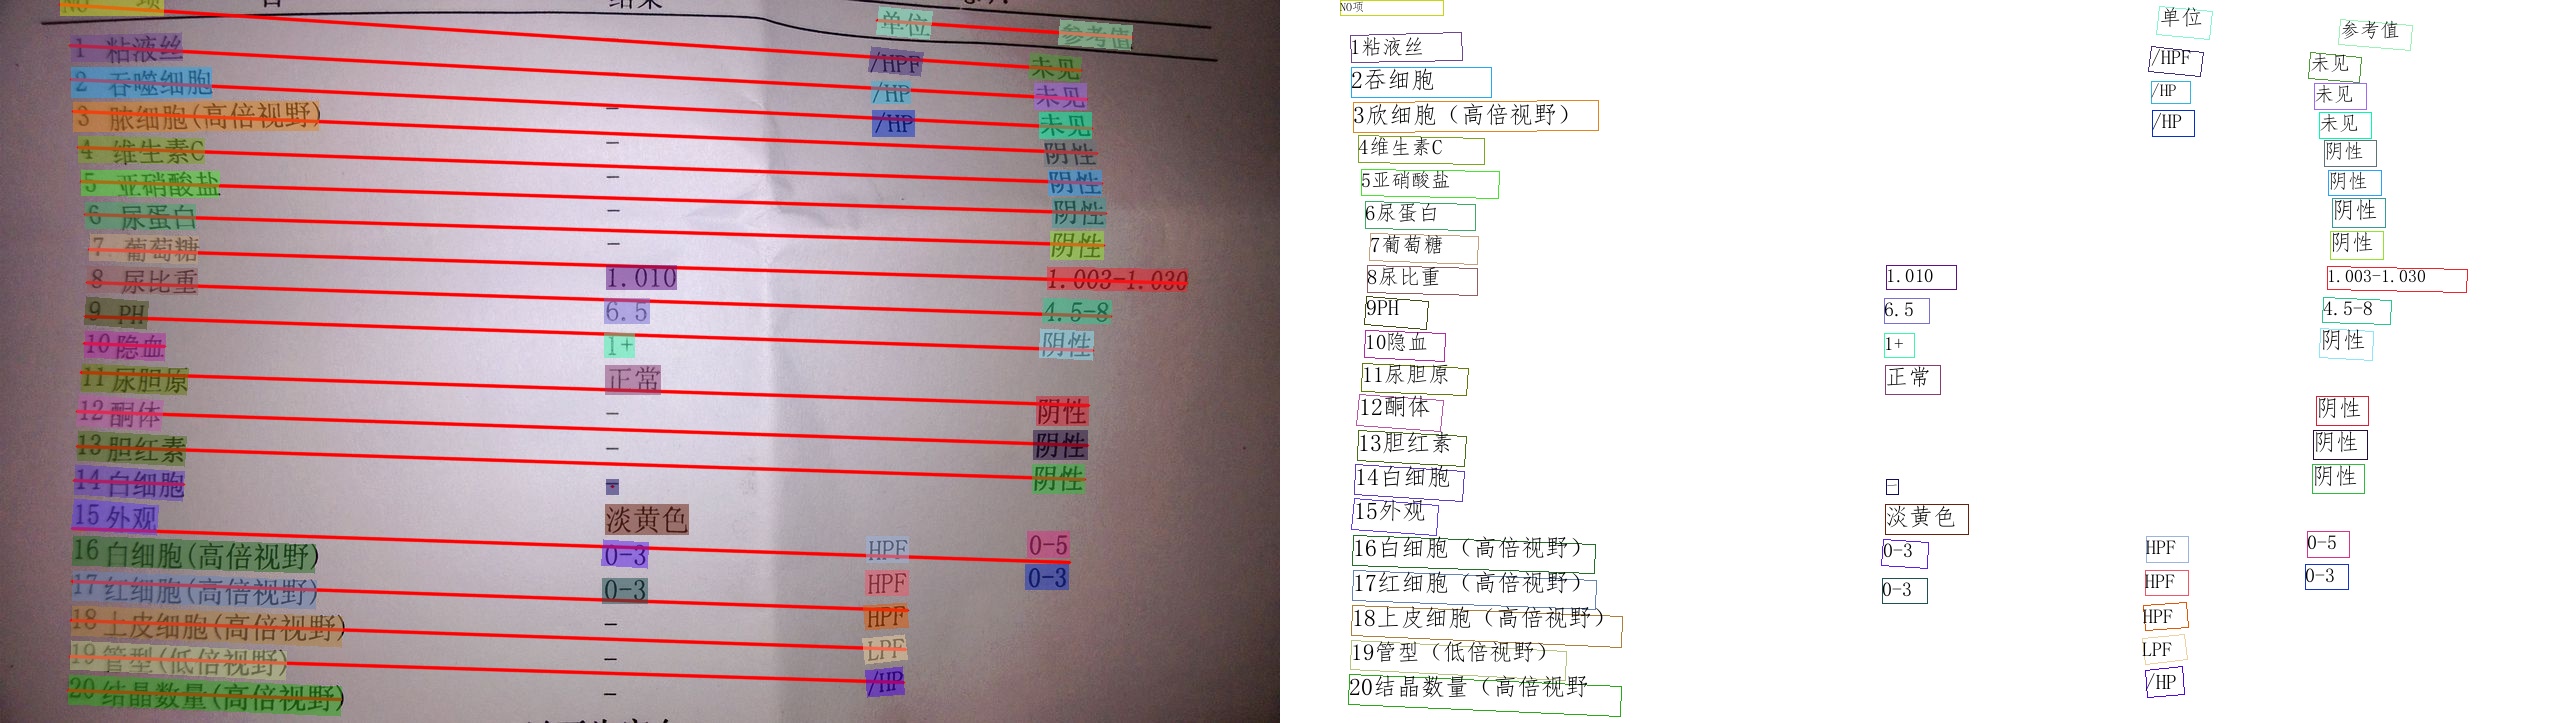 NO 项 目 结果 单位 参考值
1 粘液丝 /HPF 未见
2 吞噬细胞 /HP 未见
3 脓细胞(高倍视野) - /HP 未见
4 维生素C - 阴性
5 亚硝酸盐 - 阴性
6 尿蛋白 - 阴性
7 葡萄糖 - 阴性
8 尿比重 1.010 1.003-1.030
9 PH 6.5 4.5-8
10 隐血 1+ 阴性
11 尿胆原 正常
12 酮体 - 阴性
13 胆红素 - 阴性
14 白细胞 - 阴性
15 外观 淡黄色
16 白细胞(高倍视野) 0-3 HPF 0-5
17 红细胞(高倍视野) 0-3 HPF 0-3
18 上皮细胞(高倍视野) - HPF
19 管型(低倍视野) - LPF
20 结晶数量(高倍视野) - /HP
NO项 单位 参考值
1粘液丝 /HPF 未见
2吞细胞 /HP 未见
3欣细胞（高倍视野） /HP 未见
4维生素C 阴性
5亚硝酸盐 阴性
6尿蛋白 阴性
7葡萄糖 阴性
8尿比重 1.010 1.003-1.030
9PH 6.5 4.5-8
10隐血 1+ 阴性
11尿胆原 正常
12酮体 阴性
13胆红素 阴性
14白细胞 - 阴性
15外观 淡黄色
16白细胞（高倍视野） 0-3 HPF 0-5
17红细胞（高倍视野） 0-3 HPF 0-3
18上皮细胞（高倍视野） HPF
19管型（低倍视野） LPF
20结晶数量（高倍视野 /HP